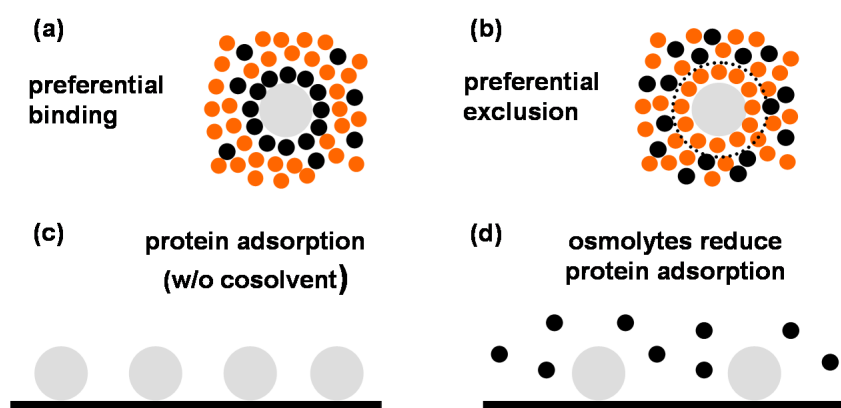 (a)
preferential
binding
(b)
preferential
exclusion
(c)
protein adsorption
(w/o cosolvent)
(d)
osmolytes reduce
protein adsorption